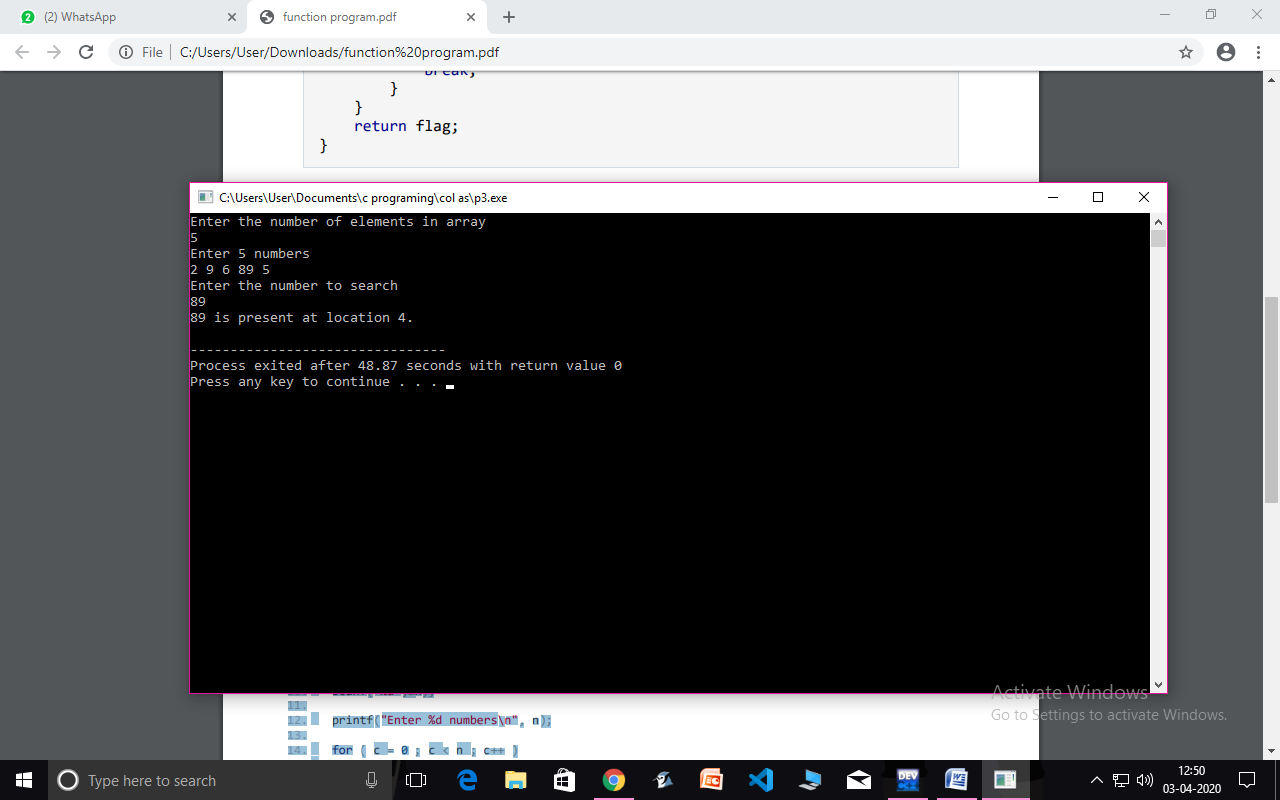 (2) WhatsApp
function program.pdf
File
C:/Users/User/Downloads/function%20program.pdf
break;
}
}
return flag;
}
C:\Users\User\Documents\c programing\col as\p3.exe
Enter the number of elements in array
5
Enter 5 numbers
2 9 6 89 5
Enter the number to search
89
89 is present at location 4.
--------------------------------
Process exited after 48.87 seconds with return value 0
Press any key to continue . . .
11.
12. printf("Enter %d numbers\n", n);
13.
14. for ( c = 0 ; c < n ; c++ )
Activate Windows
Go to Settings to activate Windows.
Type here to search
DEV
12:50
03-04-2020